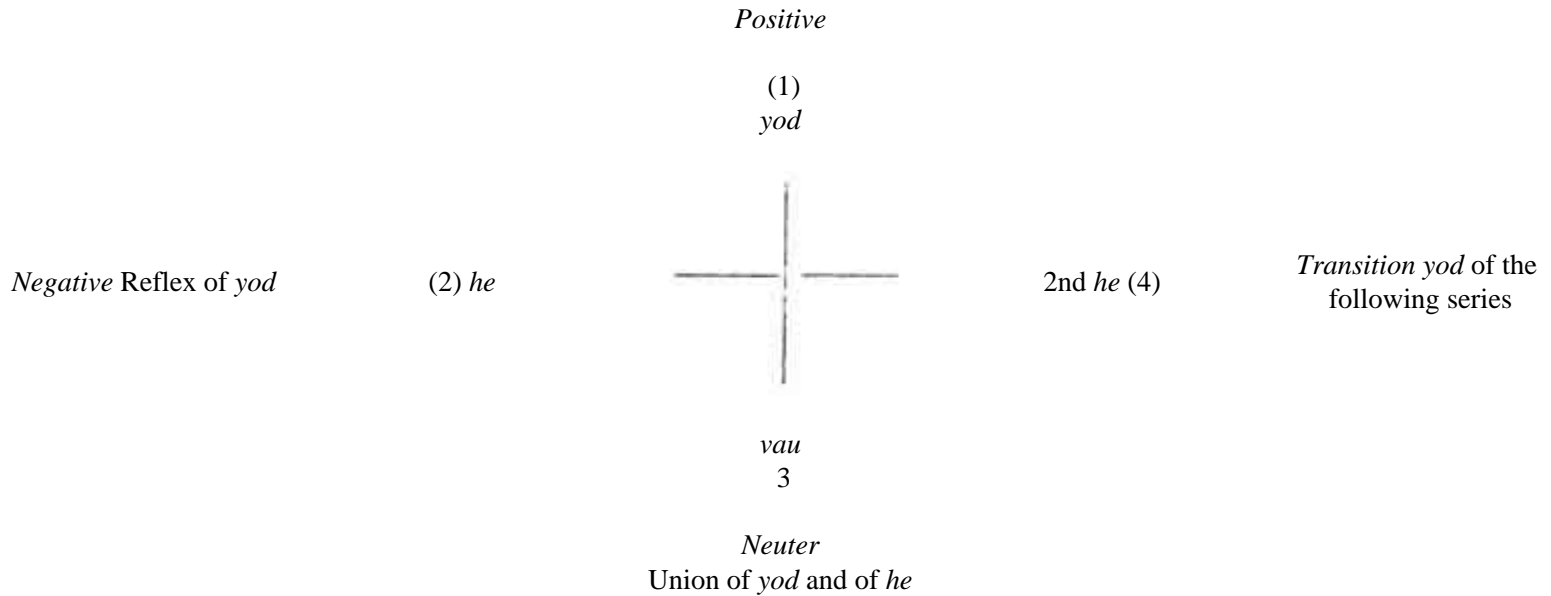 Positive
(1)
yod
Negative Reflex of yod
(2) he
2nd he (4)
Transition yod of the
following series
vau
3
Neuter
Union of yod and of he